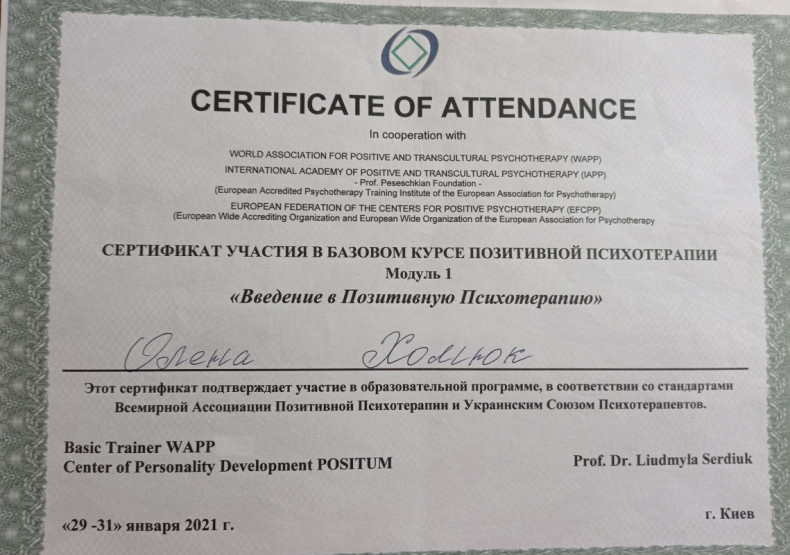 CERTIFICATE OF ATTENDANCE
In cooperation with
WORLD ASSOCIATION FOR POSITIVE AND TRANSCULTURAL PSYCHOTHERAPY (WAPP)
INTERNATIONAL ACADEMY OF POSITIVE AND TRANSCULTURAL PSYCHOTHERAPY (IAPP)
- Prof. Peseschkian Foundation -
(European Accredited Psychotherapy Training Institute of the European Association for Psychotherapy)
EUROPEAN FEDERATION OF THE CENTERS FOR POSITIVE PSYCHOTHERAPY (EFCPP)
(European Wide Accrediting Organization and European Wide Organization of the European Association for Psychotherapy
СЕРТИФИКАТ УЧАСТИЯ В БАЗОВОМ КУРСЕ ПОЗИТИВНОЙ ПСИХОТЕРАПИИ
Модуль 1
«Введение в Позитивную Психотерапию»
Олена Хомюк
Этот сертификат подтверждает участие в образовательной программе, в соответствии со стандартами
Всемирной Ассоциации Позитивной Психотерапии и Украинским Союзом Психотерапевтов.
Basic Trainer WAPP
Center of Personality Development POSITUM
Prof. Dr. Liudmyla Serdiuk
г. Киев
«29 -31» января 2021 г.